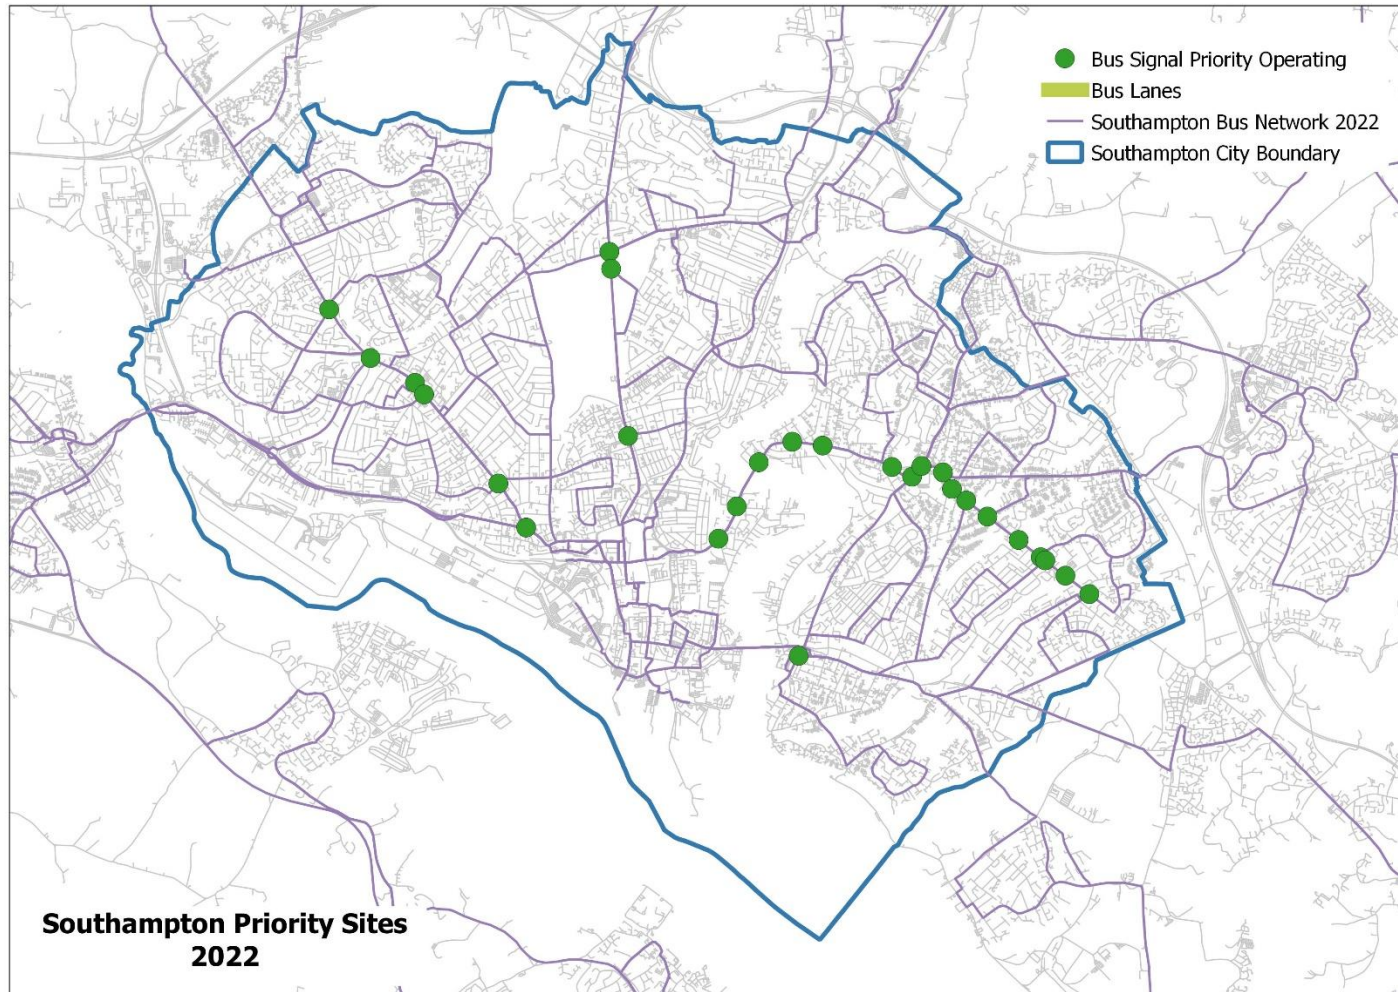 Bus Signal Priority Operating
Bus Lanes
Southampton Bus Network 2022
Southampton City Boundary
Southampton Priority Sites
2022